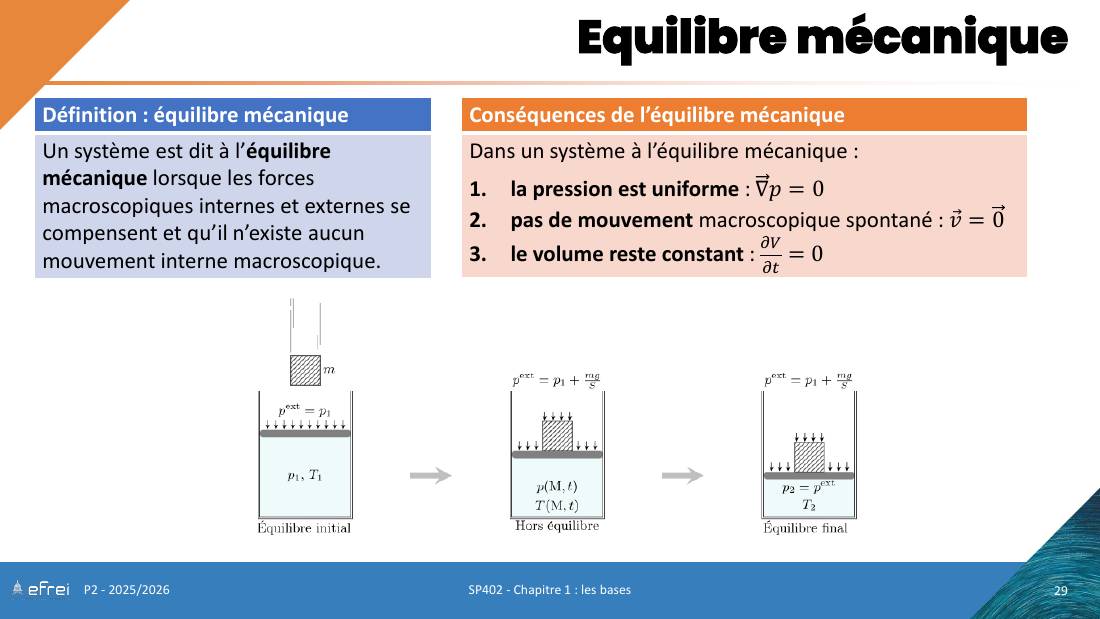 Equilibre mécanique
Définition : équilibre mécanique
Un système est dit à l’équilibre
mécanique lorsque les forces
macroscopiques internes et externes se
compensent et qu’il n’existe aucun
mouvement interne macroscopique.
Conséquences de l’équilibre mécanique
Dans un système à l’équilibre mécanique :
1. la pression est uniforme : ∇⃗p = 0
2. pas de mouvement macroscopique spontané : v⃗ = 0⃗
3. le volume reste constant : ∂V/∂t = 0
m
p^ext = p₁
p₁, T₁
Équilibre initial
p^ext = p₁ + mg/S
p(M, t)
T(M, t)
Hors équilibre
p^ext = p₁ + mg/S
p₂ = p^ext
T₂
Équilibre final
efrei
P2 - 2025/2026
SP402 - Chapitre 1 : les bases
29